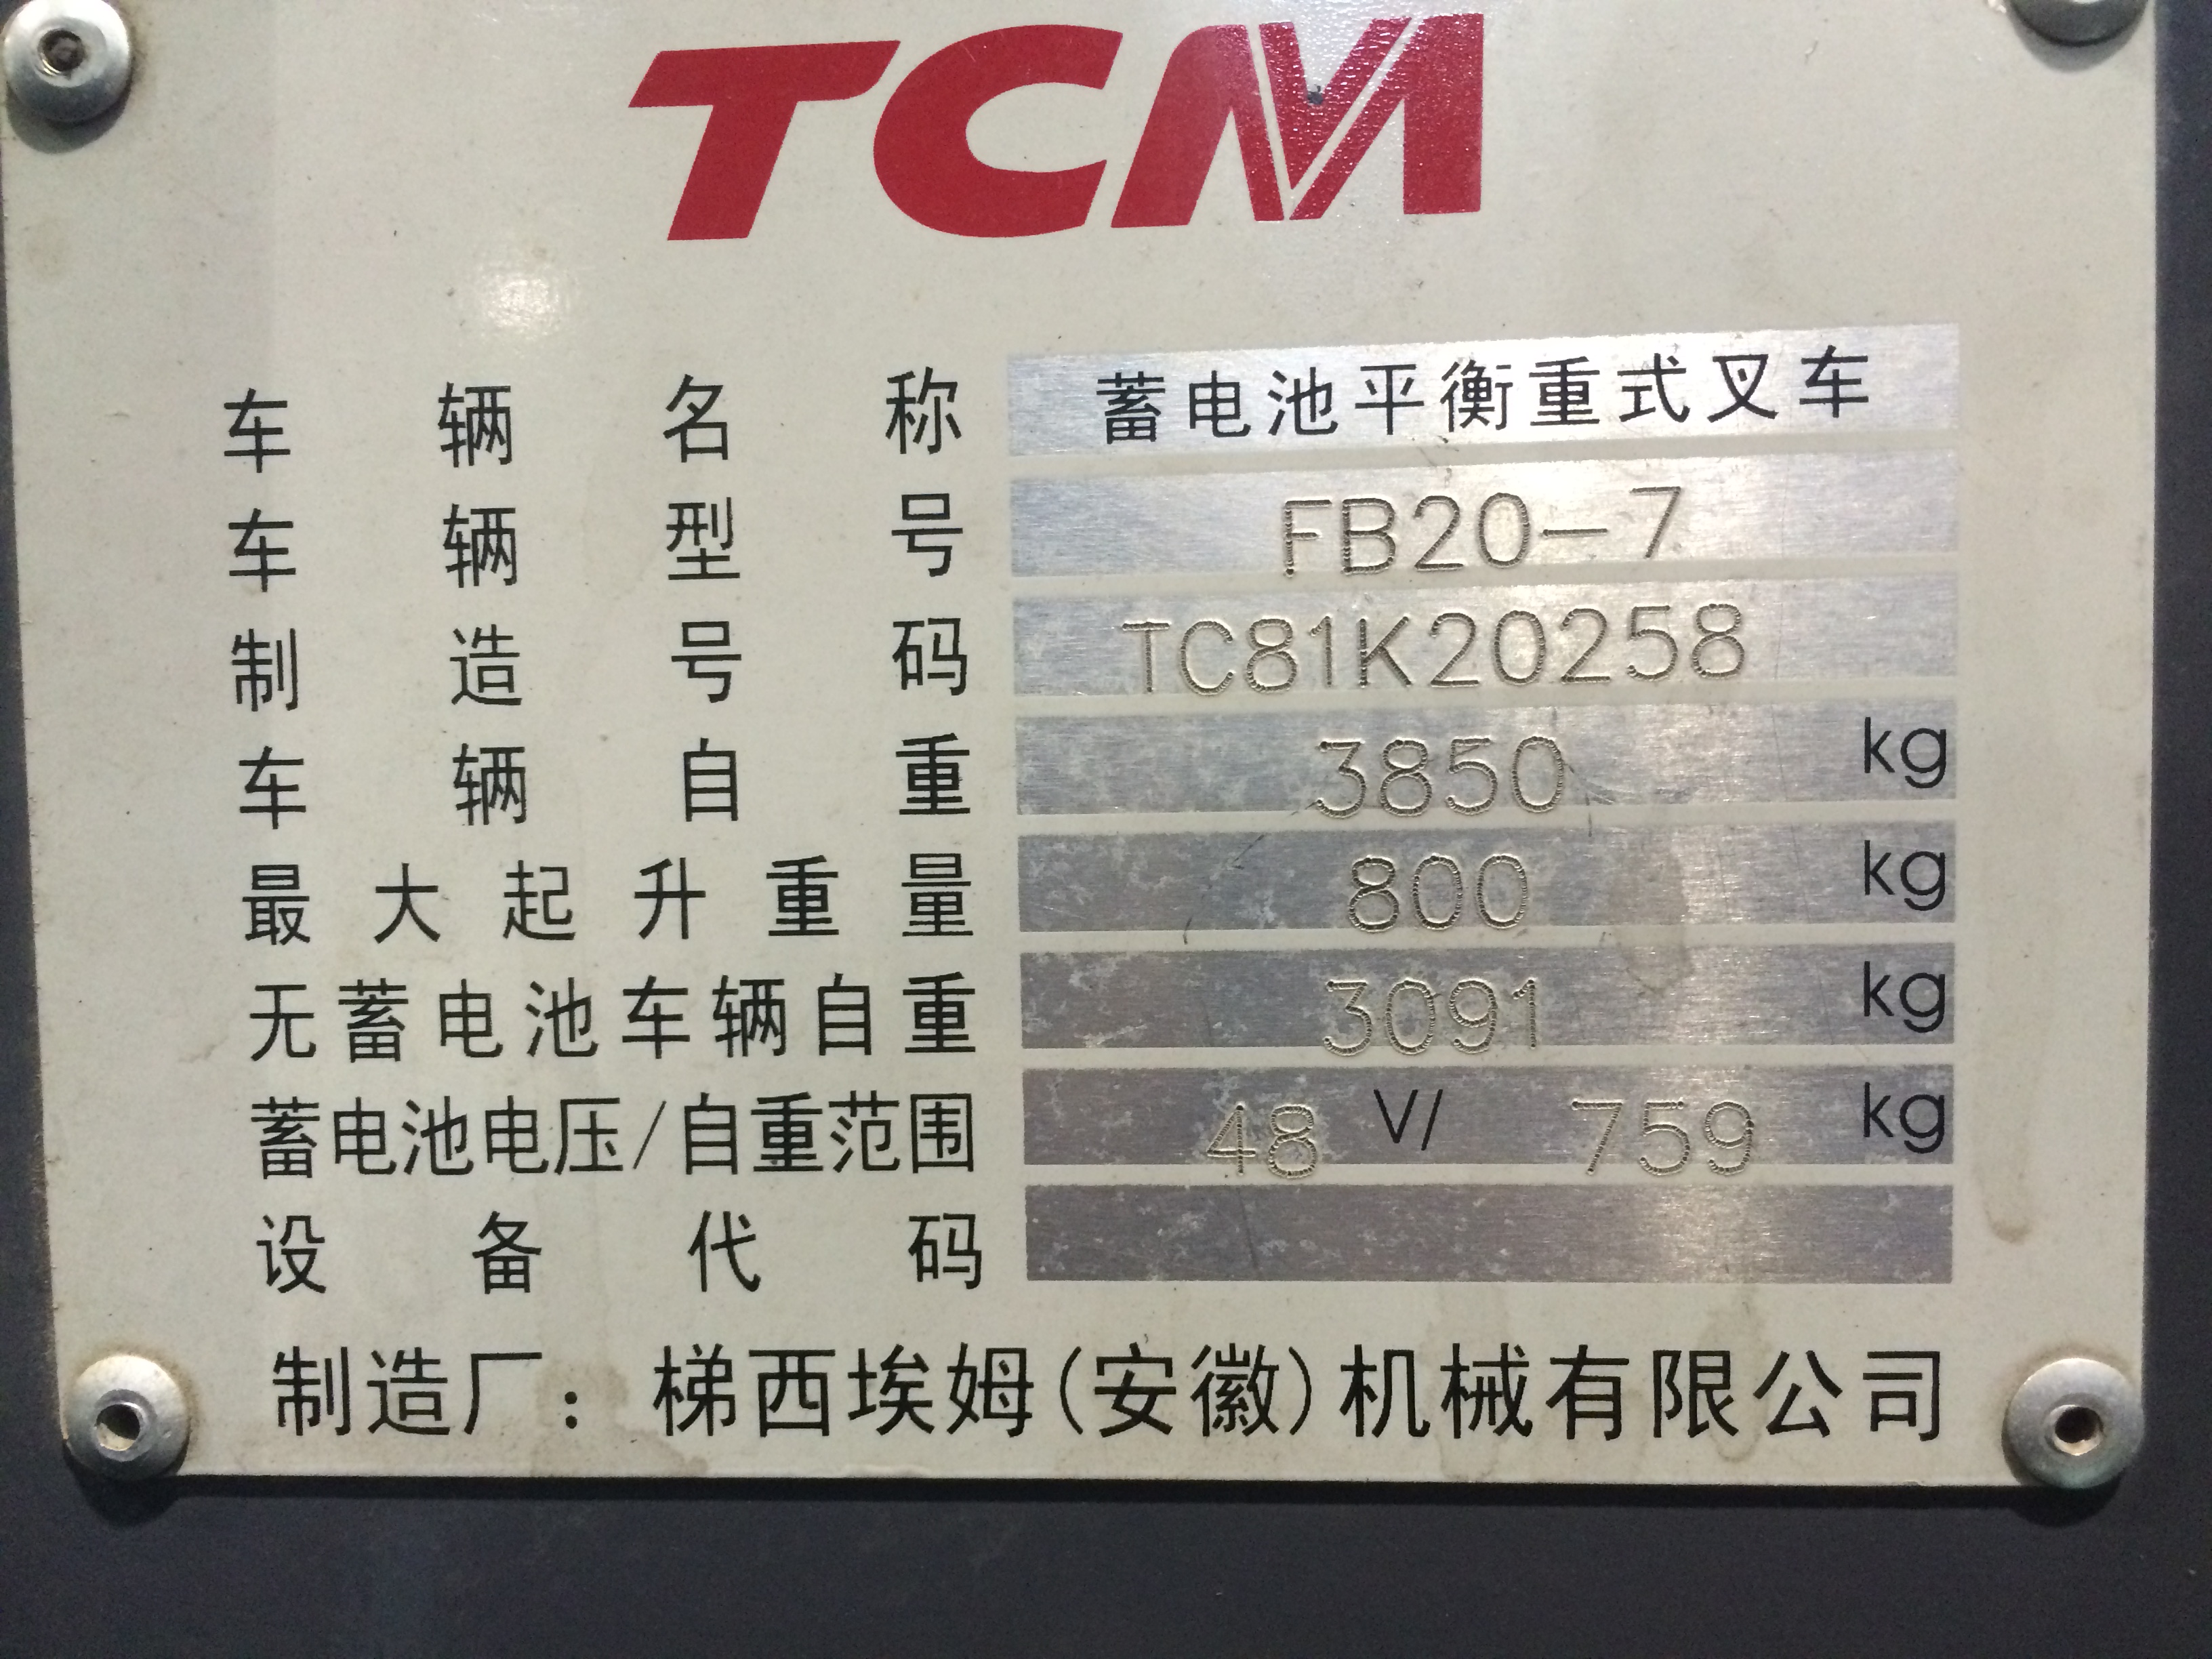 TCM
车辆名称 蓄电池平衡重式叉车
车辆型号 FB20-7
制造号码 TC81K20258
车辆自重 3850 kg
最大起升重量 800 kg
无蓄电池车辆自重 3091 kg
蓄电池电压/自重范围 48 V/ 759 kg
设备代码
制造厂：梯西埃姆(安徽)机械有限公司